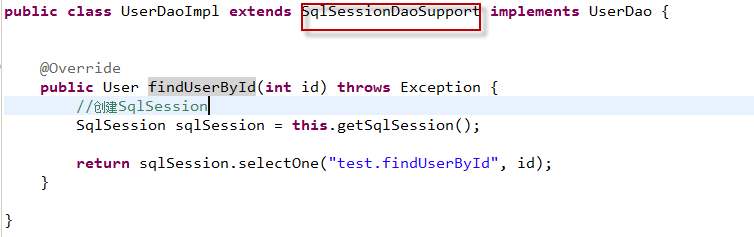 public class UserDaoImpl extends SqlSessionDaoSupport implements UserDao {
@Override
public User findUserById(int id) throws Exception {
//创建SqlSession
SqlSession sqlSession = this.getSqlSession();
return sqlSession.selectOne("test.findUserById", id);
}
}